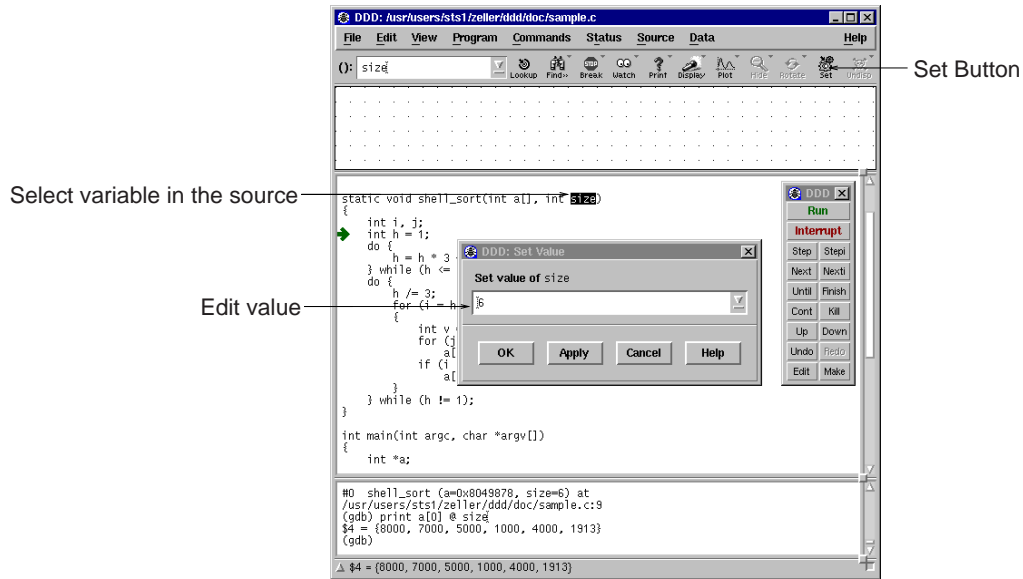 DDD: /usr/users/sts1/zeller/ddd/doc/sample.c
File Edit View Program Commands Status Source Data Help
(): size
Lookup Find>> Break Watch Print Display Plot Hide Rotate Set Undisp
Set Button
Select variable in the source
static void shell_sort(int a[], int size)
{
int i, j;
int h = 1;
do {
h = h * 3
} while (h <=
do {
h /= 3;
for (i = h
{
int v
for (j
a[
if (i
a[
}
} while (h != 1);
}
int main(int argc, char *argv[])
{
int *a;
Edit value
DDD: Set Value
Set value of size
6
OK Apply Cancel Help
DDD
Run
Interrupt
Step Stepi
Next Nexti
Until Finish
Cont Kill
Up Down
Undo Redo
Edit Make
#0 shell_sort (a=0x8049878, size=6) at
/usr/users/sts1/zeller/ddd/doc/sample.c:9
(gdb) print a[0] @ size
$4 = {8000, 7000, 5000, 1000, 4000, 1913}
(gdb)
$4 = {8000, 7000, 5000, 1000, 4000, 1913}